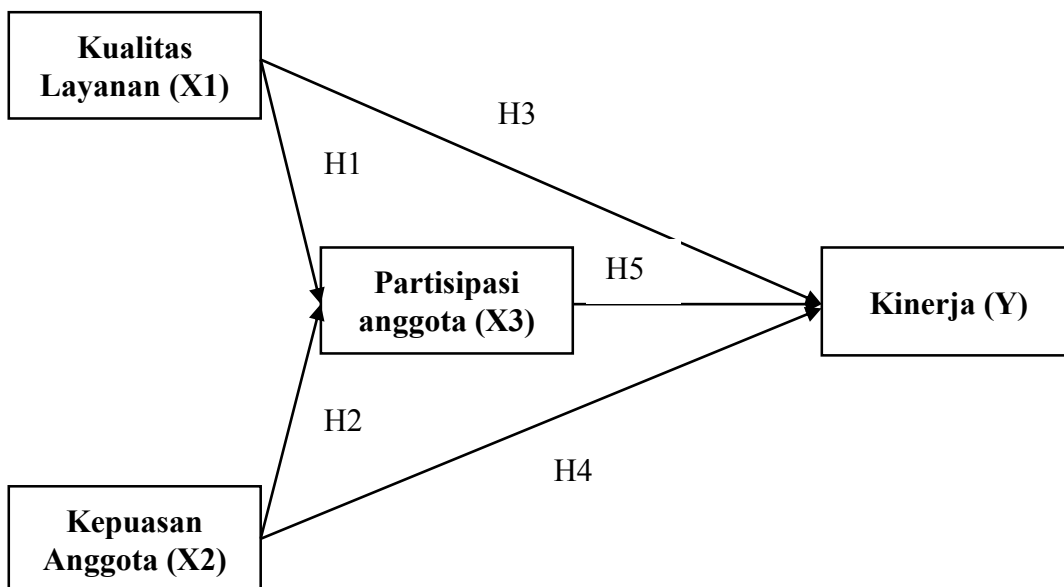 Kualitas
Layanan (X1)
H3
H1
Partisipasi
anggota (X3)
H5
Kinerja (Y)
H2
H4
Kepuasan
Anggota (X2)